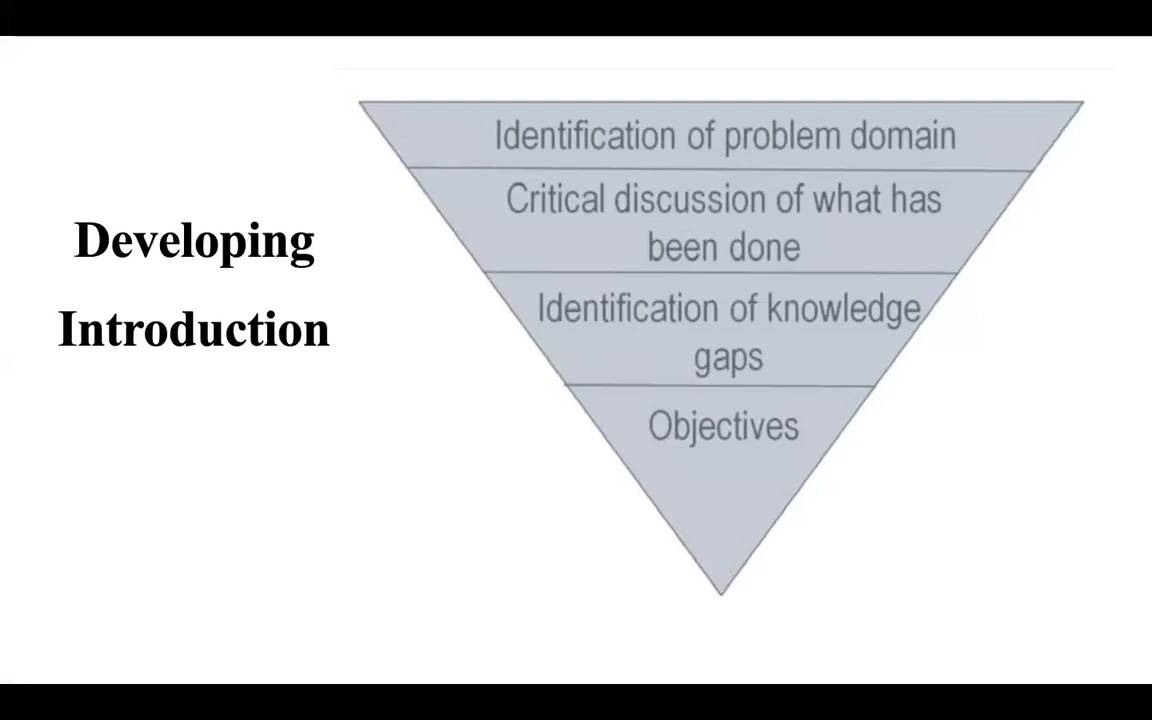 Developing
Introduction
Identification of problem domain
Critical discussion of what has
been done
Identification of knowledge
gaps
Objectives